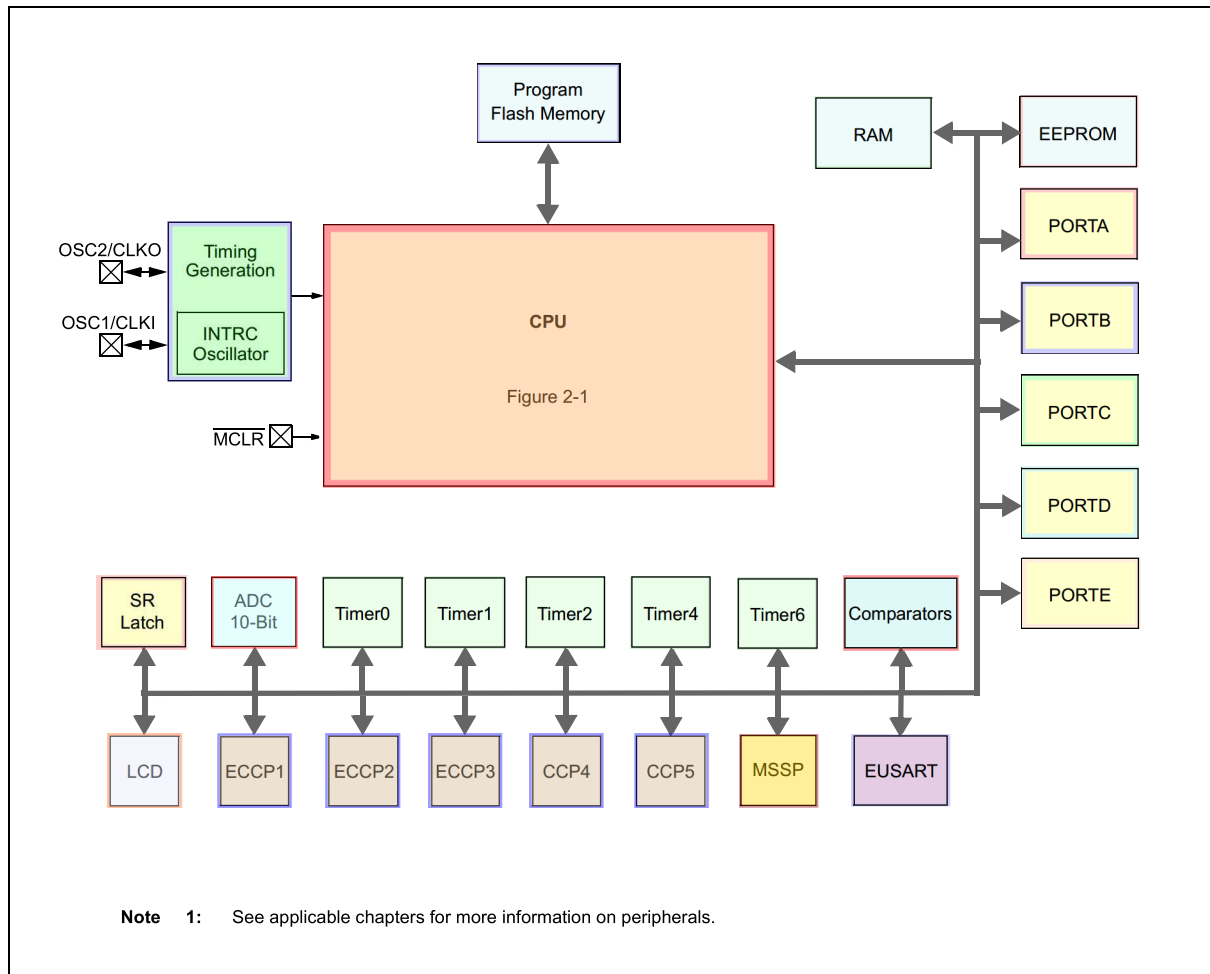 Program
Flash Memory
RAM
EEPROM
PORTA
OSC2/CLKO
Timing
Generation
OSC1/CLKI
INTRC
Oscillator
CPU
PORTB
Figure 2-1
PORTC
MCLR
PORTD
SR
Latch
ADC
10-Bit
Timer0
Timer1
Timer2
Timer4
Timer6
Comparators
PORTE
LCD
ECCP1
ECCP2
ECCP3
CCP4
CCP5
MSSP
EUSART
Note 1: See applicable chapters for more information on peripherals.